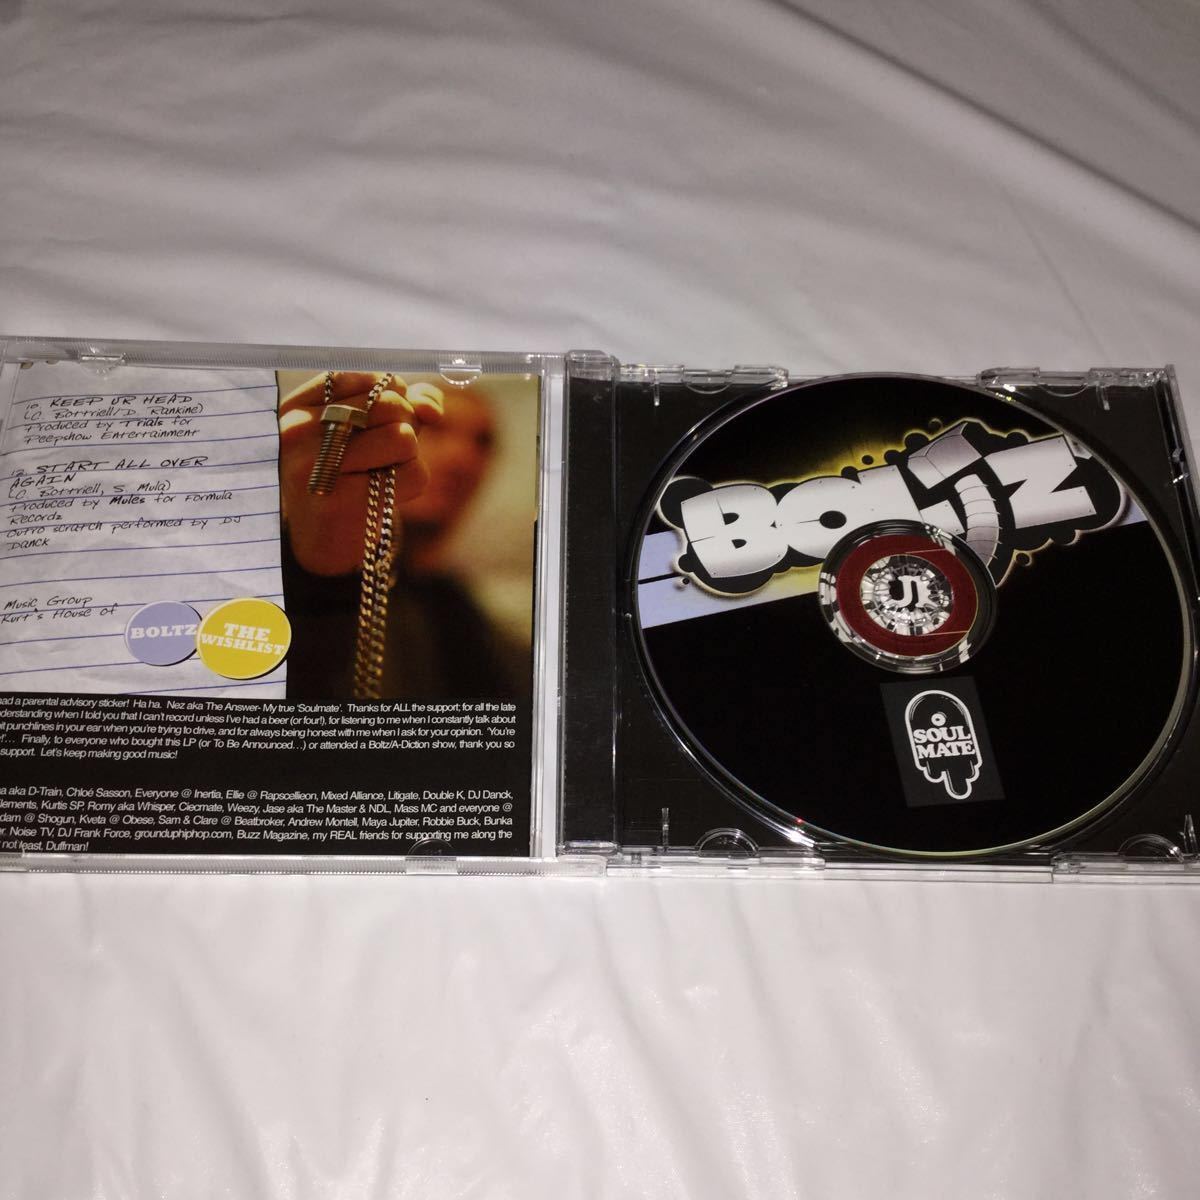 10. KEEP UR HEAD
(C. Bottriell/D. Rankine)
Produced by Trials for
Peepshow Entertainment
12. START ALL OVER
AGAIN
(C. Bottriell, S. Mula)
Produced by Mules for Formula
Recordz
Outro scratch performed by DJ
Danck
Music Group
Kurt's House of
BOLTZ
THE
WISHLIST
had a parental advisory sticker! Ha ha. Nez aka The Answer- My true 'Soulmate'. Thanks for ALL the support; for all the late
understanding when I told you that I can't record unless I've had a beer (or four!), for listening to me when I constantly talk about
punchlines in your ear when you're trying to drive, and for always being honest with me when I ask for your opinion. 'You're
Finally, to everyone who bought this LP (or To Be Announced...) or attended a Boltz/A-Diction show, thank you so
support. Let's keep making good music!
aka D-Train, Chloé Sasson, Everyone @ Inertia, Ellie @ Rapscellieon, Mixed Alliance, Litigate, Double K, DJ Danck,
Kurtis SP, Romy aka Whisper, Ciecmate, Weezy, Jase aka The Master & NDL, Mass MC and everyone @
@ Shogun, Kveta @ Obese, Sam & Clare @ Beatbroker, Andrew Montell, Maya Jupiter, Robbie Buck, Bunka
Noise TV, DJ Frank Force, grounduphiphop.com, Buzz Magazine, my REAL friends for supporting me along the
not least, Duffman!
BOLTZ
SOUL
MATE